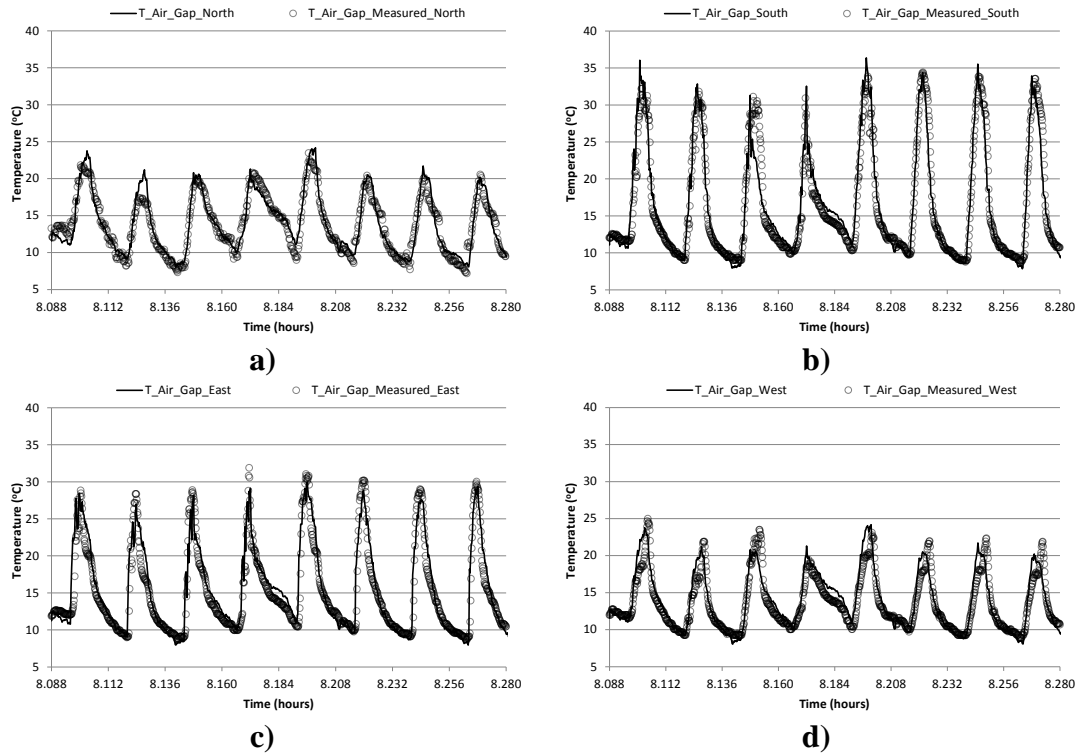 T_Air_Gap_North T_Air_Gap_Measured_North
40
35
30
25
20
15
10
5
Temperature (ºC)
8.088 8.112 8.136 8.160 8.184 8.208 8.232 8.256 8.280
Time (hours)
a)
T_Air_Gap_South T_Air_Gap_Measured_South
40
35
30
25
20
15
10
5
Temperature (ºC)
8.088 8.112 8.136 8.160 8.184 8.208 8.232 8.256 8.280
Time (hours)
b)
T_Air_Gap_East T_Air_Gap_Measured_East
40
35
30
25
20
15
10
5
Temperature (ºC)
8.088 8.112 8.136 8.160 8.184 8.208 8.232 8.256 8.280
Time (hours)
c)
T_Air_Gap_West T_Air_Gap_Measured_West
40
35
30
25
20
15
10
5
Temperature (ºC)
8.088 8.112 8.136 8.160 8.184 8.208 8.232 8.256 8.280
Time (hours)
d)